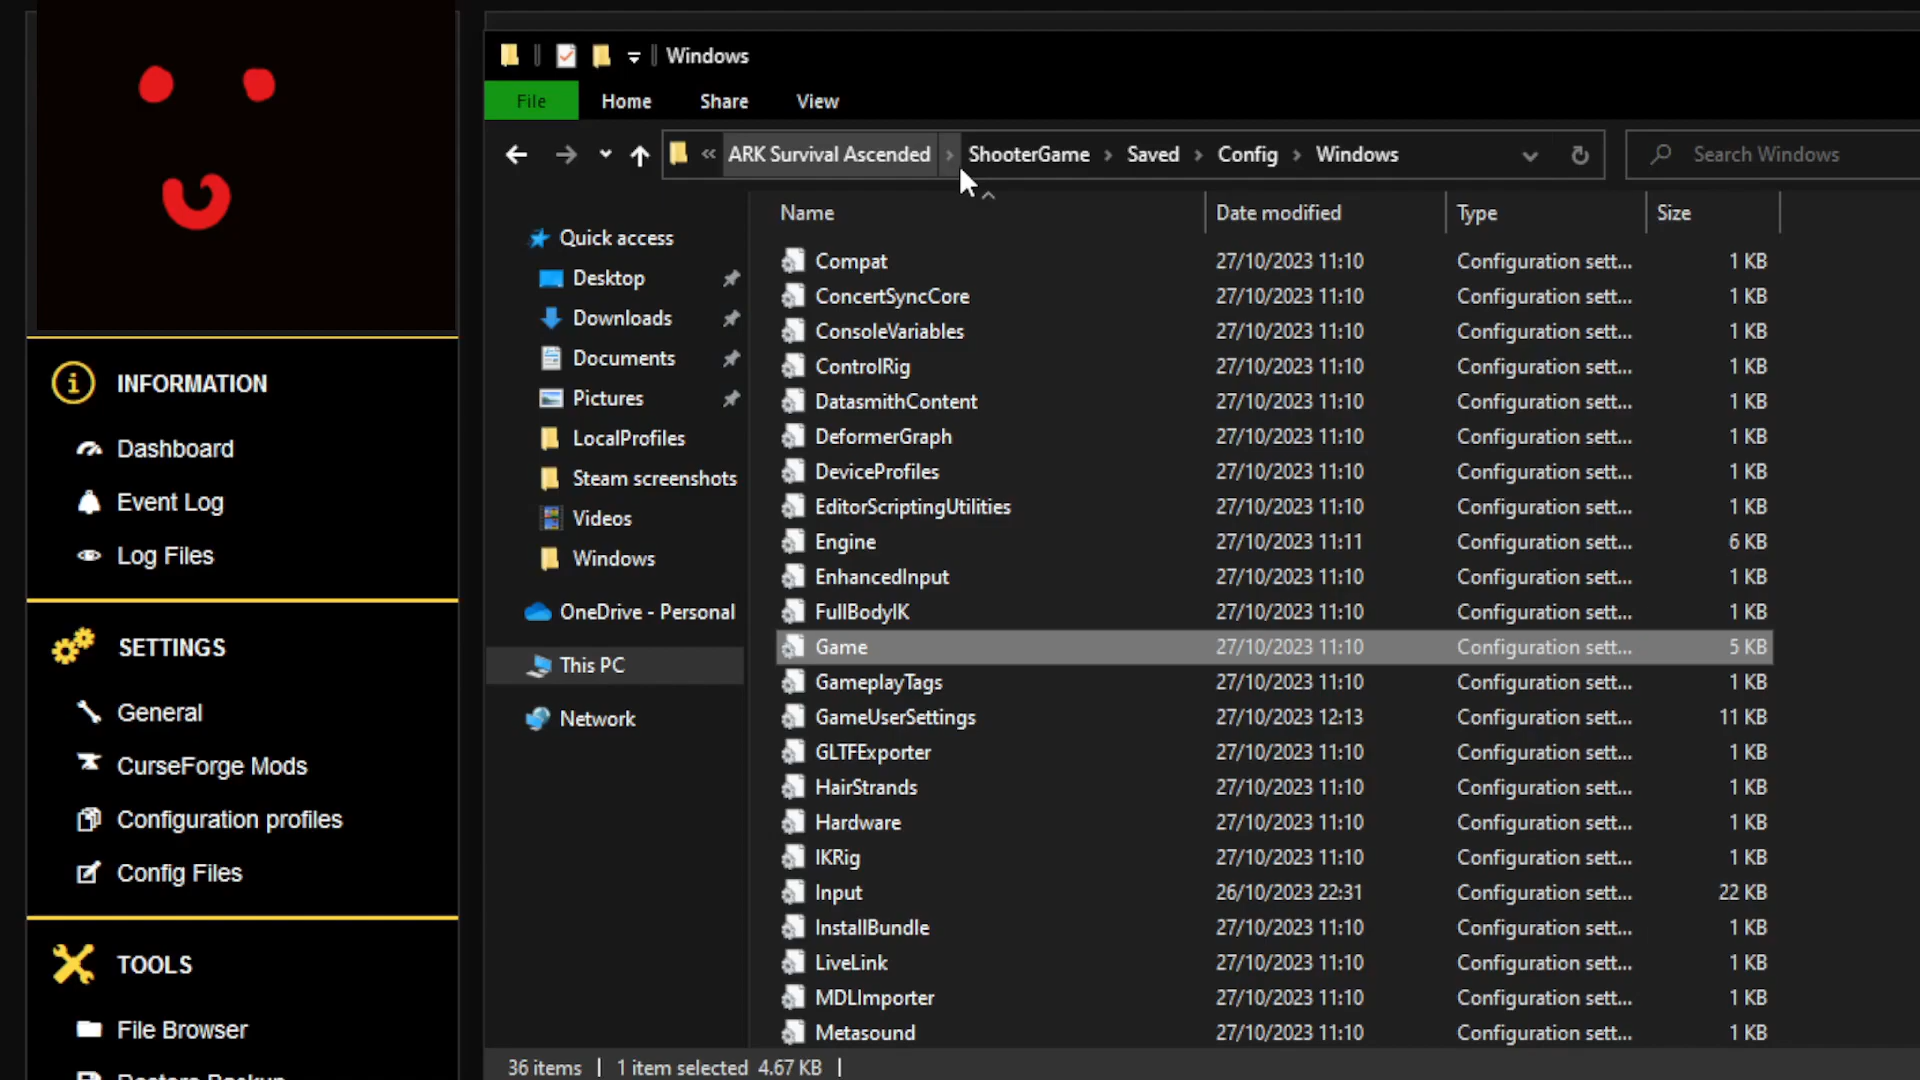 INFORMATION
Dashboard
Event Log
Log Files
SETTINGS
General
CurseForge Mods
Configuration profiles
Config Files
TOOLS
File Browser
Windows
File Home Share View
« ARK Survival Ascended › ShooterGame › Saved › Config › Windows
Search Windows
Quick access
Desktop
Downloads
Documents
Pictures
LocalProfiles
Steam screenshots
Videos
Windows
OneDrive - Personal
This PC
Network
Name Date modified Type Size
Compat 27/10/2023 11:10 Configuration sett... 1 KB
ConcertSyncCore 27/10/2023 11:10 Configuration sett... 1 KB
ConsoleVariables 27/10/2023 11:10 Configuration sett... 1 KB
ControlRig 27/10/2023 11:10 Configuration sett... 1 KB
DatasmithContent 27/10/2023 11:10 Configuration sett... 1 KB
DeformerGraph 27/10/2023 11:10 Configuration sett... 1 KB
DeviceProfiles 27/10/2023 11:10 Configuration sett... 1 KB
EditorScriptingUtilities 27/10/2023 11:10 Configuration sett... 1 KB
Engine 27/10/2023 11:11 Configuration sett... 6 KB
EnhancedInput 27/10/2023 11:10 Configuration sett... 1 KB
FullBodyIK 27/10/2023 11:10 Configuration sett... 1 KB
Game 27/10/2023 11:10 Configuration sett... 5 KB
GameplayTags 27/10/2023 11:10 Configuration sett... 1 KB
GameUserSettings 27/10/2023 12:13 Configuration sett... 11 KB
GLTFExporter 27/10/2023 11:10 Configuration sett... 1 KB
HairStrands 27/10/2023 11:10 Configuration sett... 1 KB
Hardware 27/10/2023 11:10 Configuration sett... 1 KB
IKRig 27/10/2023 11:10 Configuration sett... 1 KB
Input 26/10/2023 22:31 Configuration sett... 22 KB
InstallBundle 27/10/2023 11:10 Configuration sett... 1 KB
LiveLink 27/10/2023 11:10 Configuration sett... 1 KB
MDLImporter 27/10/2023 11:10 Configuration sett... 1 KB
Metasound 27/10/2023 11:10 Configuration sett... 1 KB
36 items 1 item selected 4.67 KB